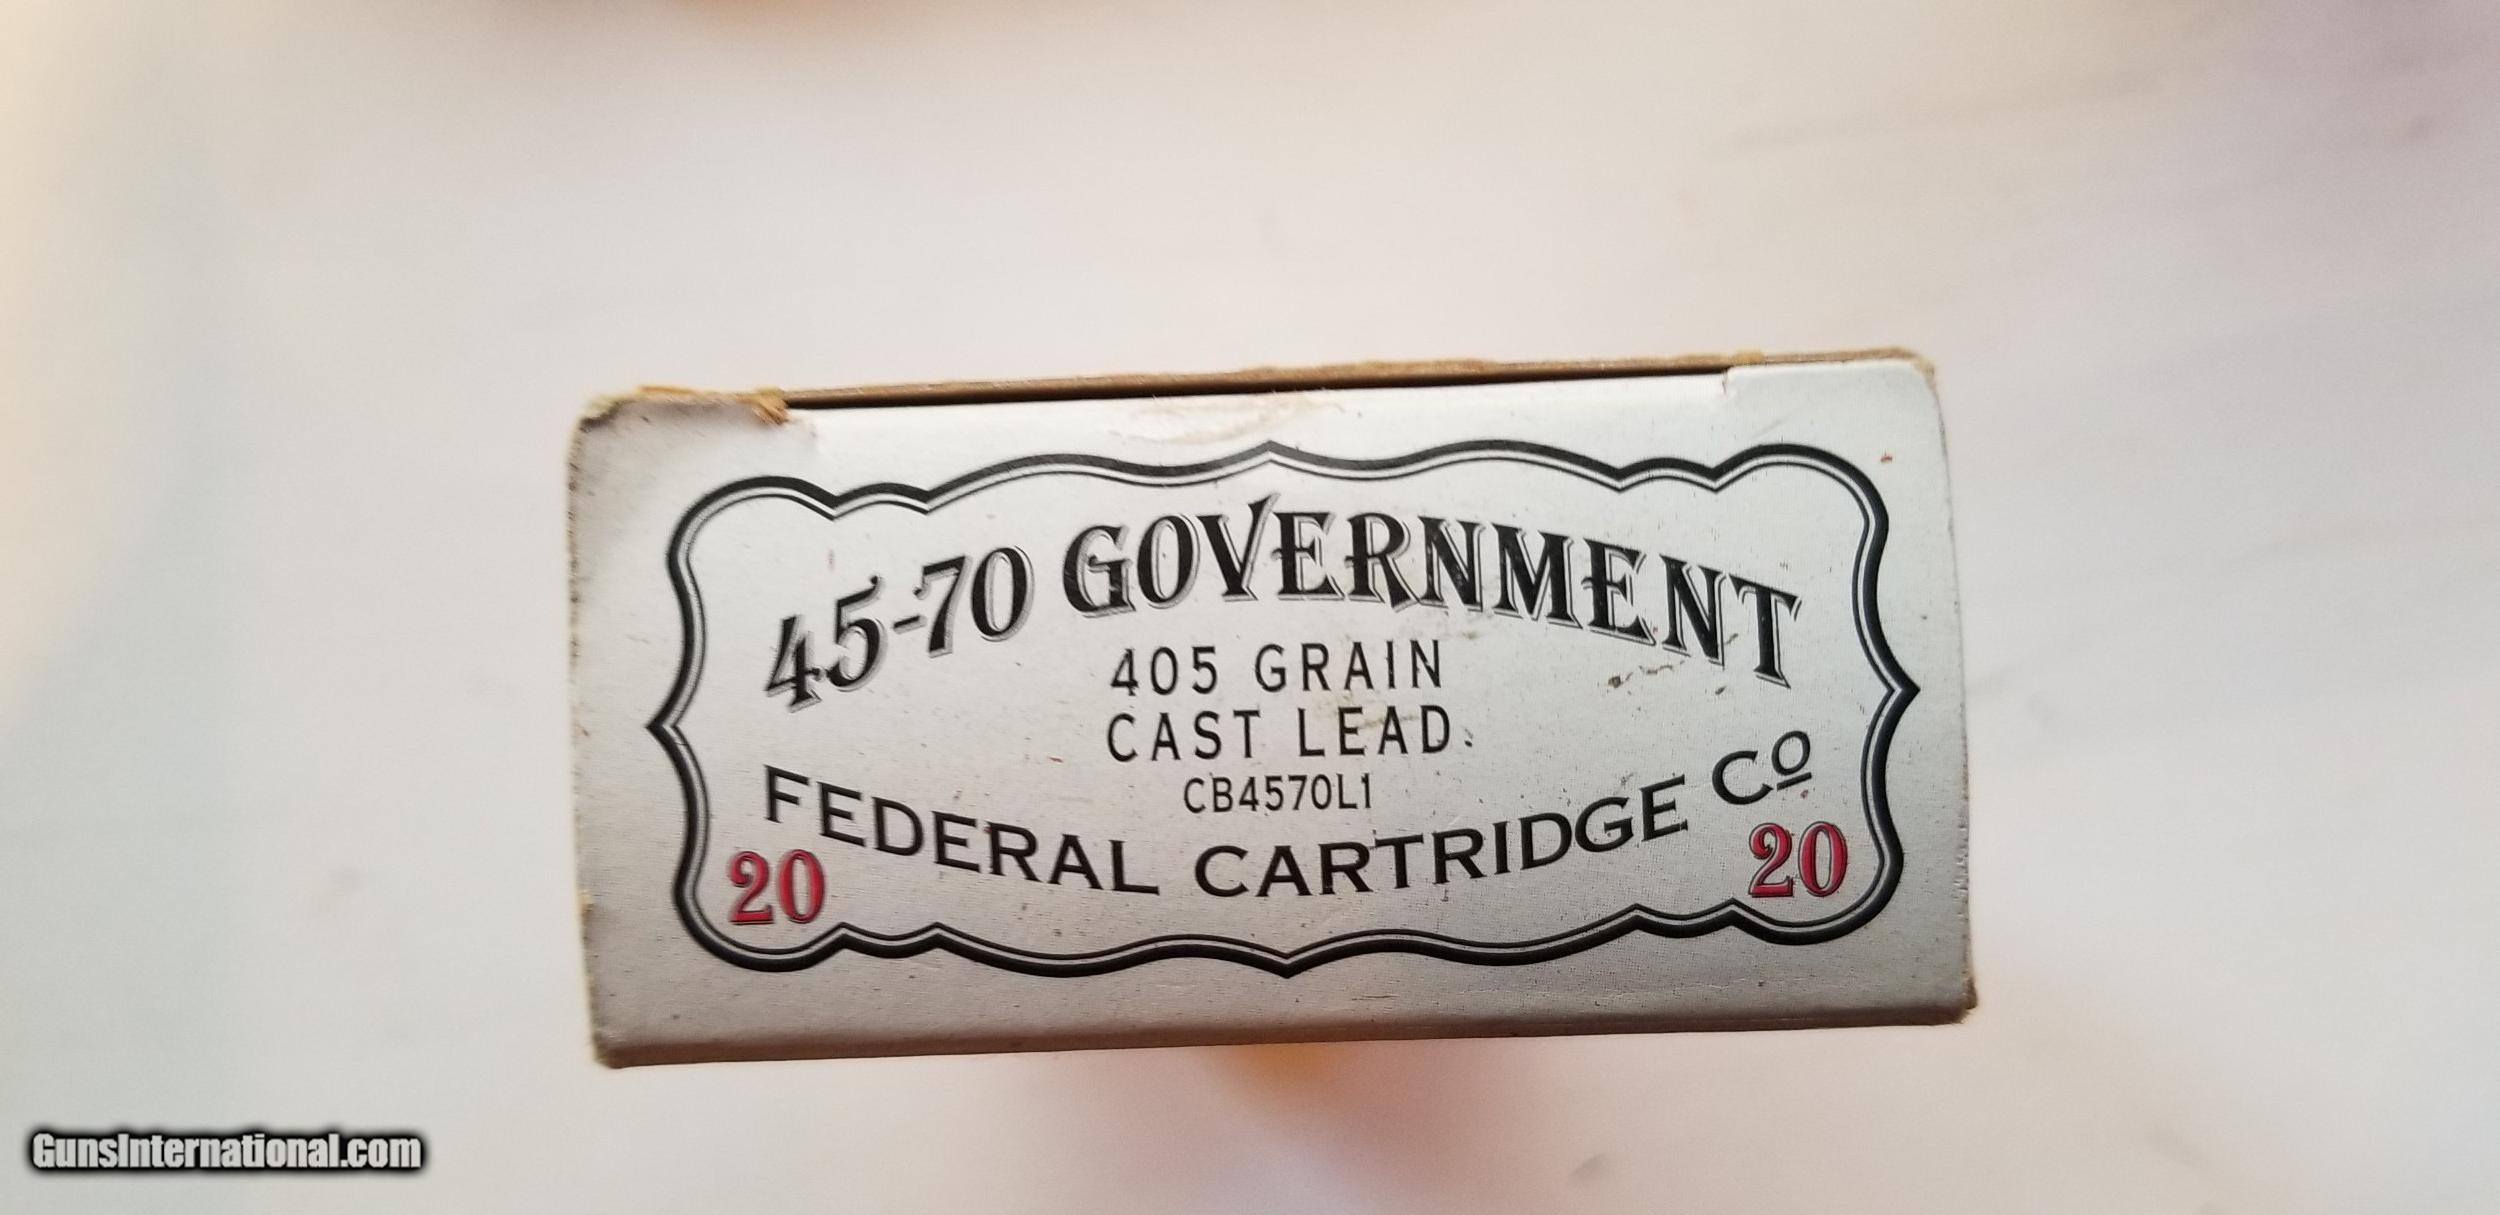 45-70 GOVERNMENT
405 GRAIN
CAST LEAD.
CB4570L1
FEDERAL CARTRIDGE Cº
20 20
GunsInternational.com